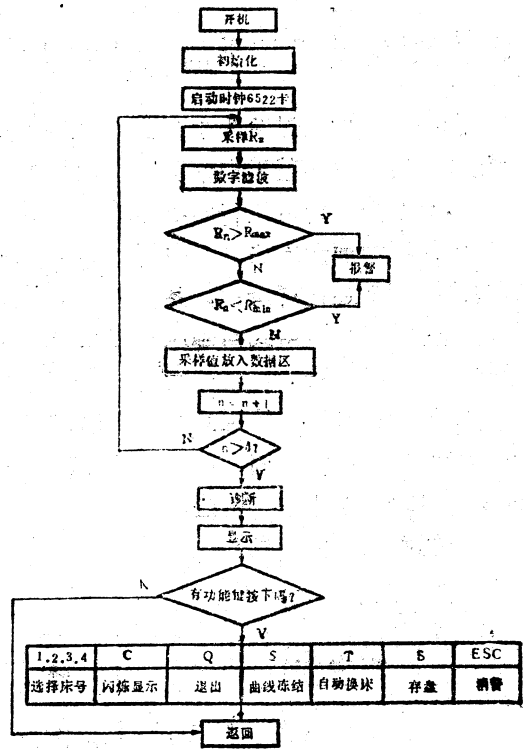 开机
初始化
启动时钟6522卡
采样Rn
数字滤波
Rn>Rmax
Y
N
报警
Rn<Rmin
Y
N
采样值放入数据区
n=n+1
N
n>4?
Y
诊断
显示
N
有功能键按下吗?
Y
1.2.3.4 C Q S T B ESC
选择床号 闪烁显示 退出 曲线冻结 自动换床 存盘 消警
返回